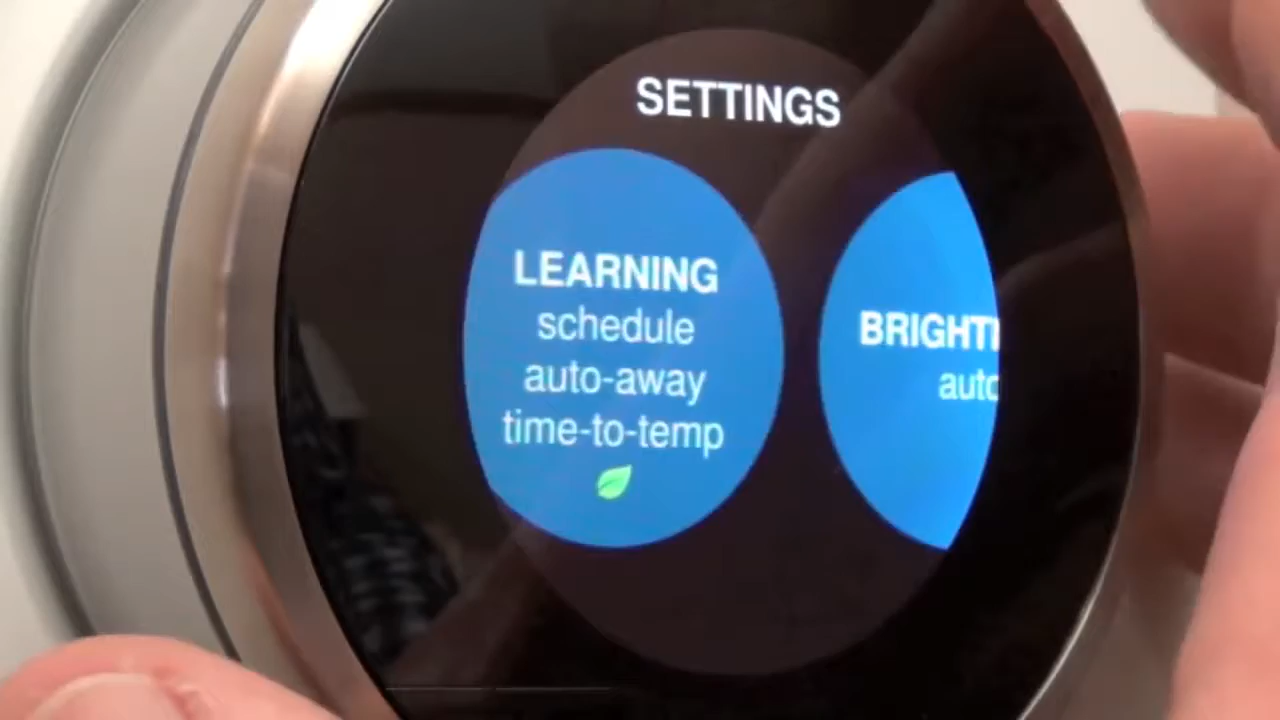 SETTINGS
LEARNING
schedule
auto-away
time-to-temp
BRIGHT
auto